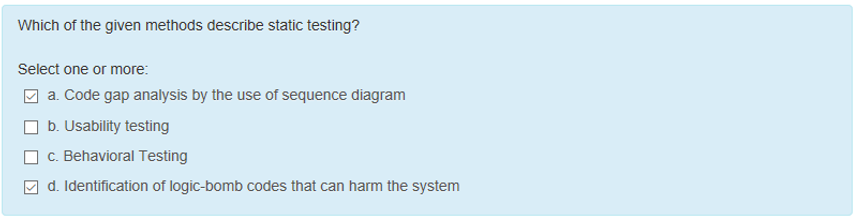 Which of the given methods describe static testing?
Select one or more:
a. Code gap analysis by the use of sequence diagram
b. Usability testing
c. Behavioral Testing
d. Identification of logic-bomb codes that can harm the system